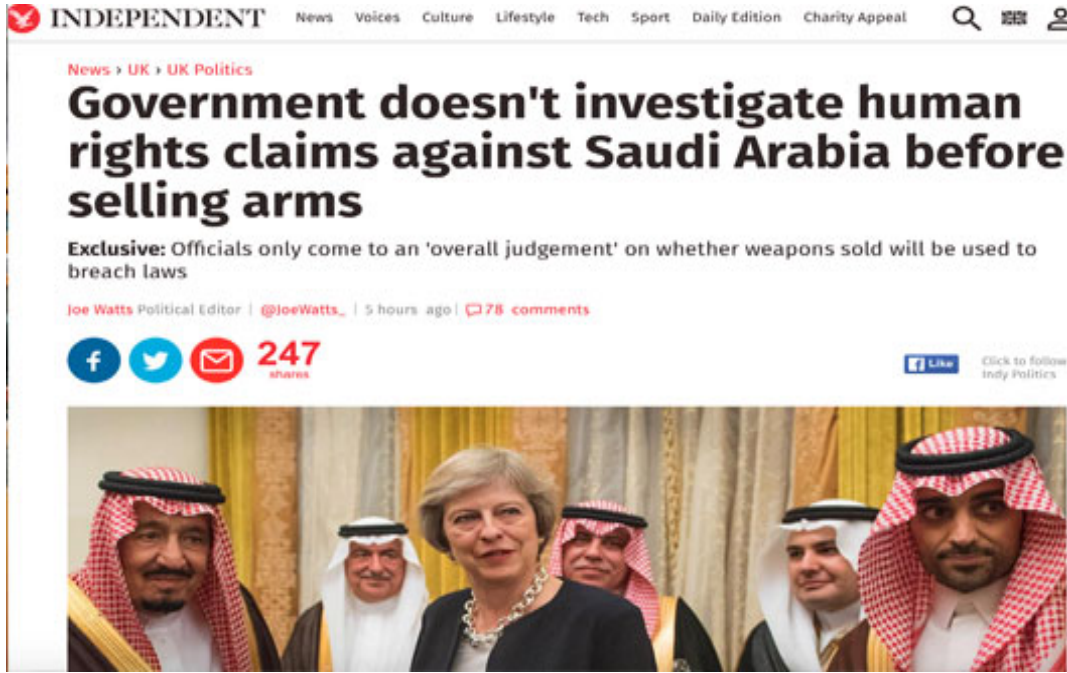 INDEPENDENT News Voices Culture Lifestyle Tech Sport Daily Edition Charity Appeal
News › UK › UK Politics
Government doesn't investigate human
rights claims against Saudi Arabia before
selling arms
Exclusive: Officials only come to an 'overall judgement' on whether weapons sold will be used to
breach laws
Joe Watts Political Editor | @JoeWatts_ | 5 hours ago | 78 comments
247
shares
Like
Click to follow
Indy Politics